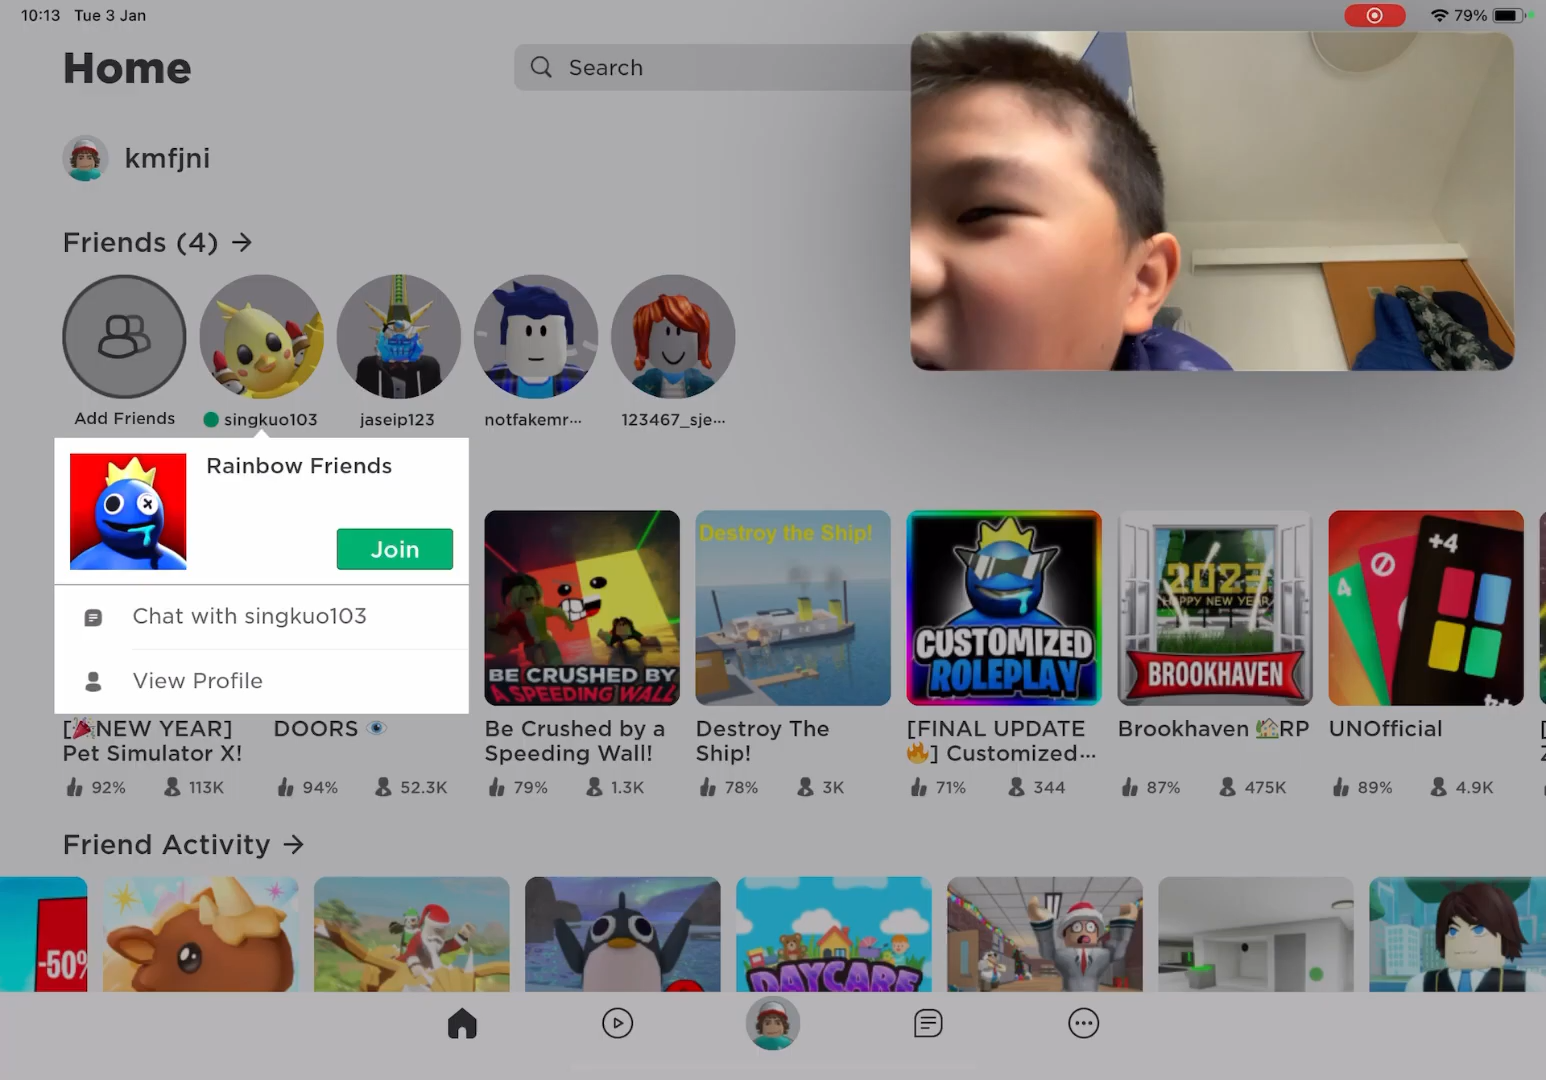 10:13 Tue 3 Jan
79%
Home
Search
kmfjni
Friends (4) →
Add Friends
singkuo103
jaseip123
notfakemr...
123467_sje...
Rainbow Friends
Join
Chat with singkuo103
View Profile
BE CRUSHED BY
A SPEEDING WALL
Destroy the Ship!
CUSTOMIZED
ROLEPLAY
2023
HAPPY NEW YEAR
BROOKHAVEN
+4
4
[🎉NEW YEAR]
Pet Simulator X!
DOORS 👁️
Be Crushed by a
Speeding Wall!
Destroy The
Ship!
[FINAL UPDATE
🔥] Customized...
Brookhaven 🏡RP
UNOfficial
92% 113K
94% 52.3K
79% 1.3K
78% 3K
71% 344
87% 475K
89% 4.9K
Friend Activity →
-50%
DAYCARE